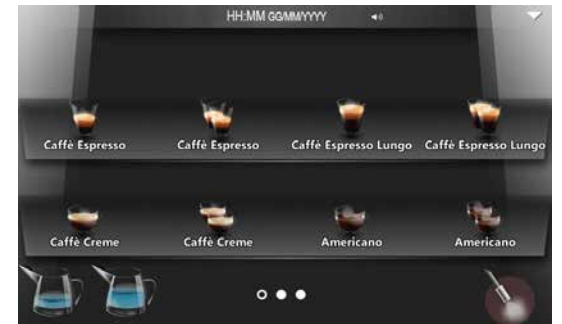 HH:MM GG/MM/YYYY
Caffè Espresso Caffè Espresso Caffè Espresso Lungo Caffè Espresso Lungo
Caffè Creme Caffè Creme Americano Americano